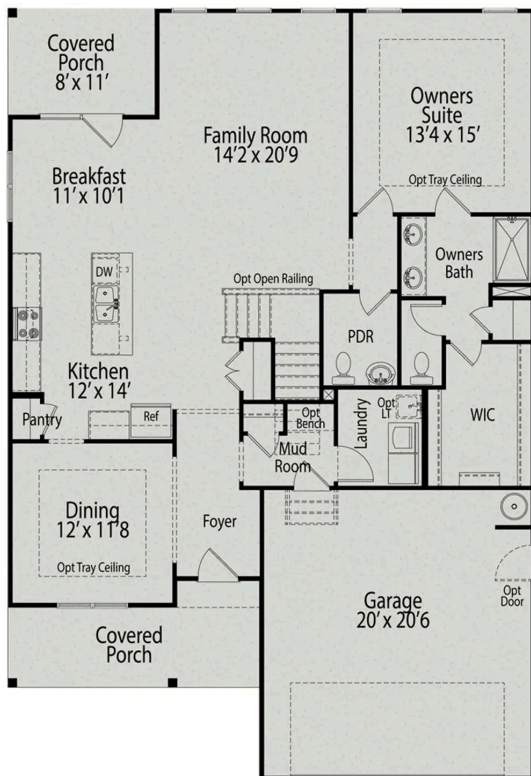 Covered
Porch
8' x 11'
Family Room
14'2 x 20'9
Owners
Suite
13'4 x 15'
Opt Tray Ceiling
Breakfast
11' x 10'1
Owners
Bath
DW
Opt Open Railing
PDR
Kitchen
12' x 14'
Pantry
Ref
Opt
Bench
Mud
Room
Laundry
Opt
LT
WIC
Dining
12' x 11'8
Opt Tray Ceiling
Foyer
Covered
Porch
Garage
20' x 20'6
Opt
Door